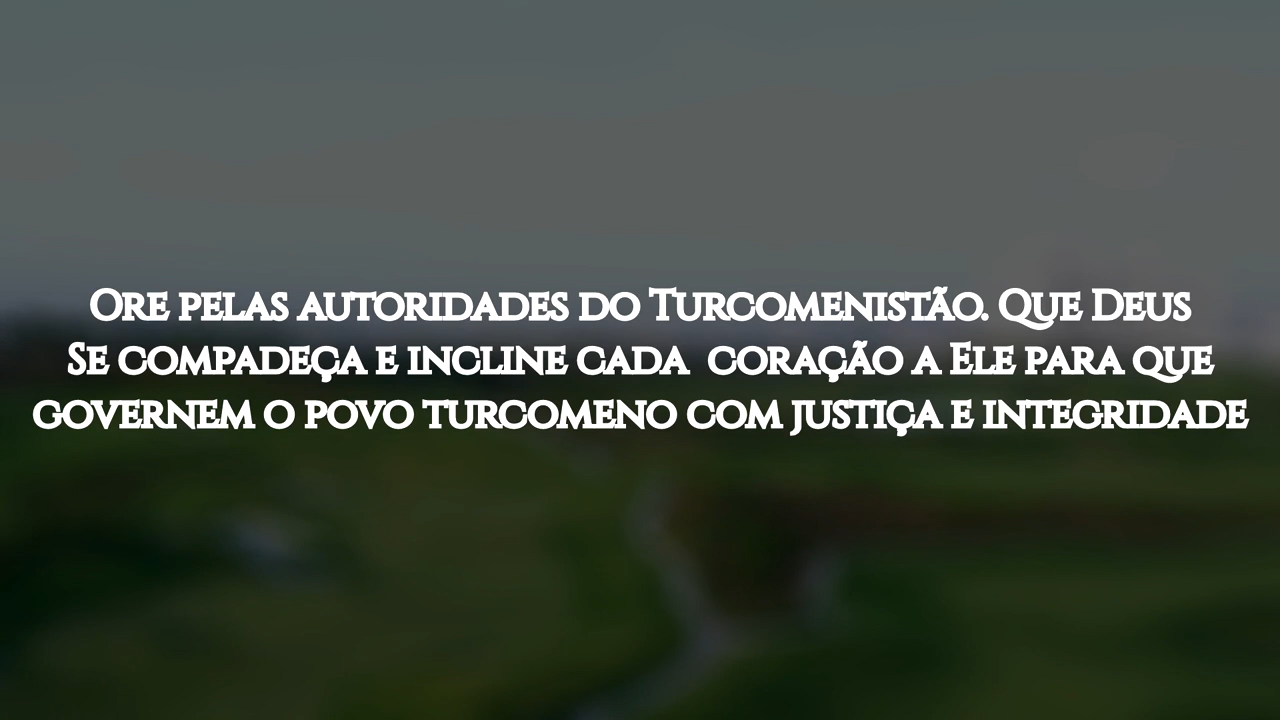 Ore pelas autoridades do Turcomenistão. Que Deus
Se compadeça e incline cada  coração a Ele para que
governem o povo turcomeno com justiça e integridade